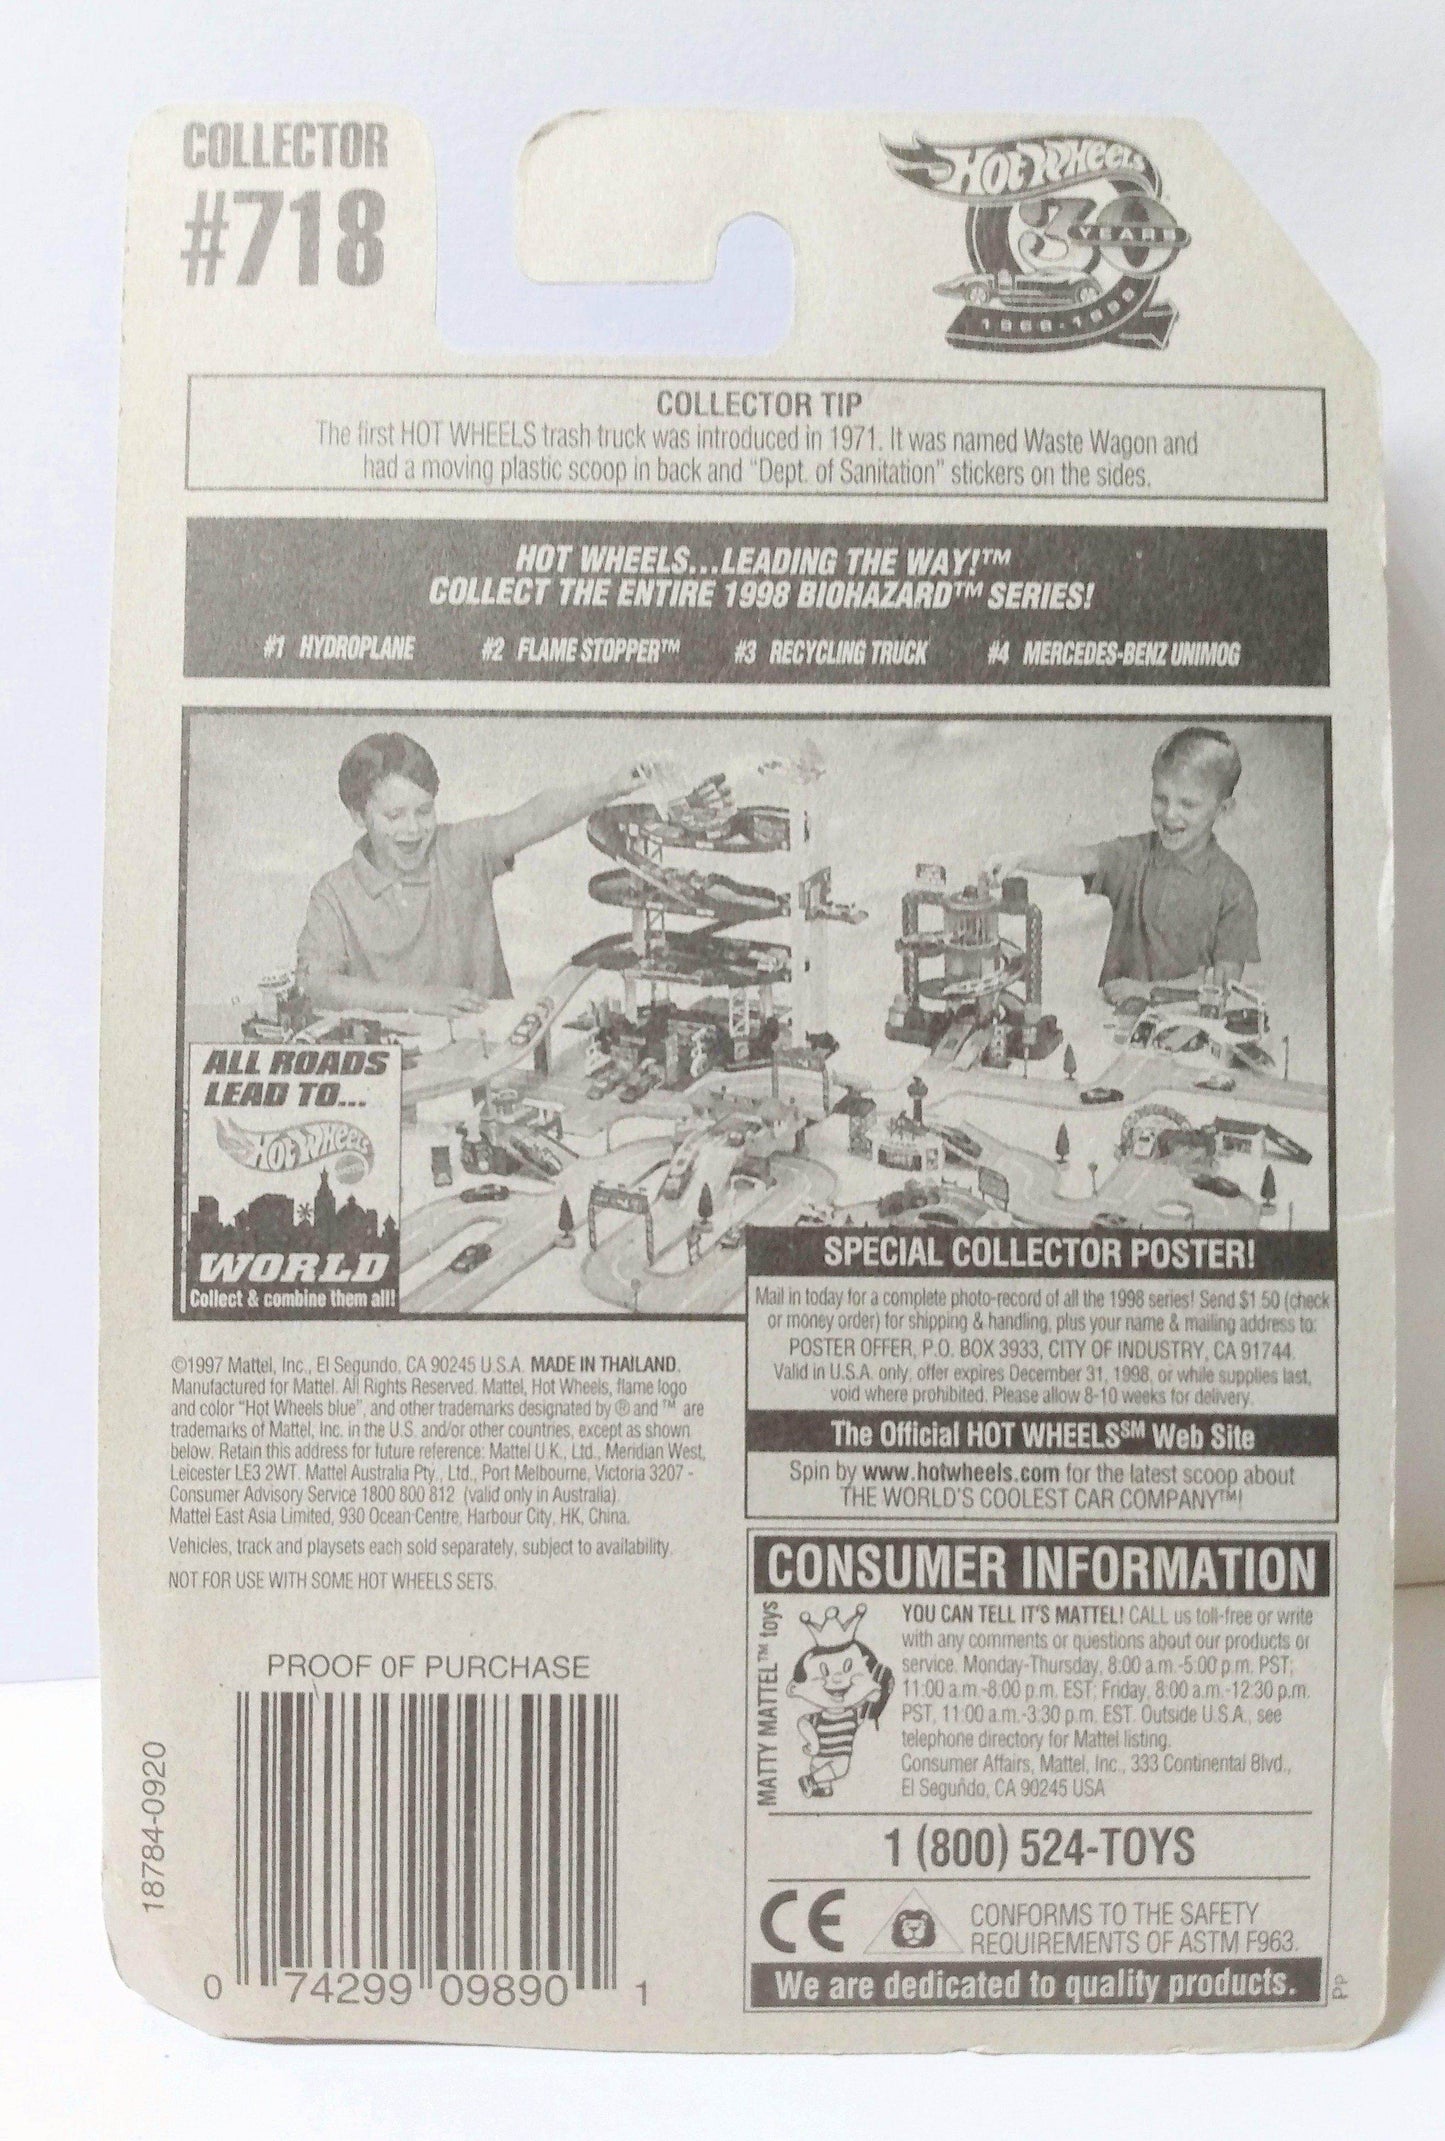 COLLECTOR
#718
HOT WHEELS
30
YEARS
1968-1998
COLLECTOR TIP
The first HOT WHEELS trash truck was introduced in 1971. It was named Waste Wagon and
had a moving plastic scoop in back and "Dept. of Sanitation" stickers on the sides.
HOT WHEELS...LEADING THE WAY!™
COLLECT THE ENTIRE 1998 BIOHAZARD™ SERIES!
#1 HYDROPLANE #2 FLAME STOPPER™ #3 RECYCLING TRUCK #4 MERCEDES-BENZ UNIMOG
ALL ROADS
LEAD TO...
HOT WHEELS
WORLD
Collect & combine them all!
SPECIAL COLLECTOR POSTER!
Mail in today for a complete photo-record of all the 1998 series! Send $1.50 (check
or money order) for shipping & handling, plus your name & mailing address to:
POSTER OFFER, P.O. BOX 3933, CITY OF INDUSTRY, CA 91744.
Valid in U.S.A. only, offer expires December 31, 1998, or while supplies last,
void where prohibited. Please allow 8-10 weeks for delivery.
The Official HOT WHEELS℠ Web Site
Spin by www.hotwheels.com for the latest scoop about
THE WORLD'S COOLEST CAR COMPANY™!
©1997 Mattel, Inc., El Segundo, CA 90245 U.S.A. MADE IN THAILAND.
Manufactured for Mattel. All Rights Reserved. Mattel, Hot Wheels, flame logo
and color "Hot Wheels blue", and other trademarks designated by ® and ™ are
trademarks of Mattel, Inc. in the U.S. and/or other countries, except as shown
below. Retain this address for future reference: Mattel U.K., Ltd., Meridian West,
Leicester LE3 2WT. Mattel Australia Pty., Ltd., Port Melbourne, Victoria 3207 -
Consumer Advisory Service 1800 800 812 (valid only in Australia).
Mattel East Asia Limited, 930 Ocean Centre, Harbour City, HK, China.
Vehicles, track and playsets each sold separately, subject to availability.
NOT FOR USE WITH SOME HOT WHEELS SETS.
CONSUMER INFORMATION
MATTY MATTEL™ toys
YOU CAN TELL IT'S MATTEL! CALL us toll-free or write
with any comments or questions about our products or
service. Monday-Thursday, 8:00 a.m.-5:00 p.m. PST;
11:00 a.m.-8:00 p.m. EST; Friday, 8:00 a.m.-12:30 p.m.
PST, 11:00 a.m.-3:30 p.m. EST. Outside U.S.A., see
telephone directory for Mattel listing.
Consumer Affairs, Mattel, Inc., 333 Continental Blvd.,
El Segundo, CA 90245 USA
1 (800) 524-TOYS
CE
CONFORMS TO THE SAFETY
REQUIREMENTS OF ASTM F963.
We are dedicated to quality products.
PP
PROOF OF PURCHASE
18784-0920
0 74299 09890 1